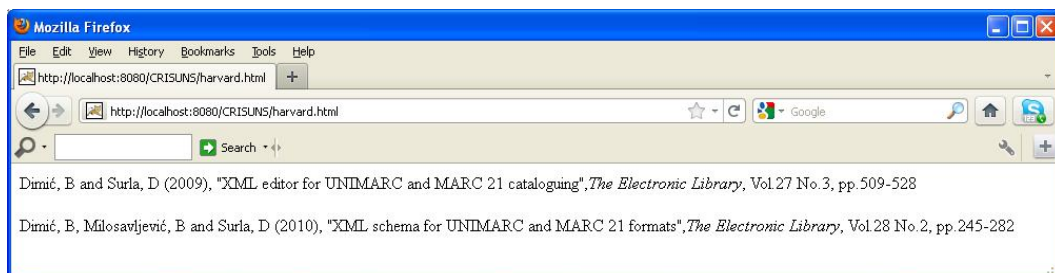 Mozilla Firefox
File Edit View History Bookmarks Tools Help
http://localhost:8080/CRISUNS/harvard.html
http://localhost:8080/CRISUNS/harvard.html Google
Search
Dimić, B and Surla, D (2009), "XML editor for UNIMARC and MARC 21 cataloguing",The Electronic Library, Vol.27 No.3, pp.509-528
Dimić, B, Milosavljević, B and Surla, D (2010), "XML schema for UNIMARC and MARC 21 formats",The Electronic Library, Vol.28 No.2, pp.245-282